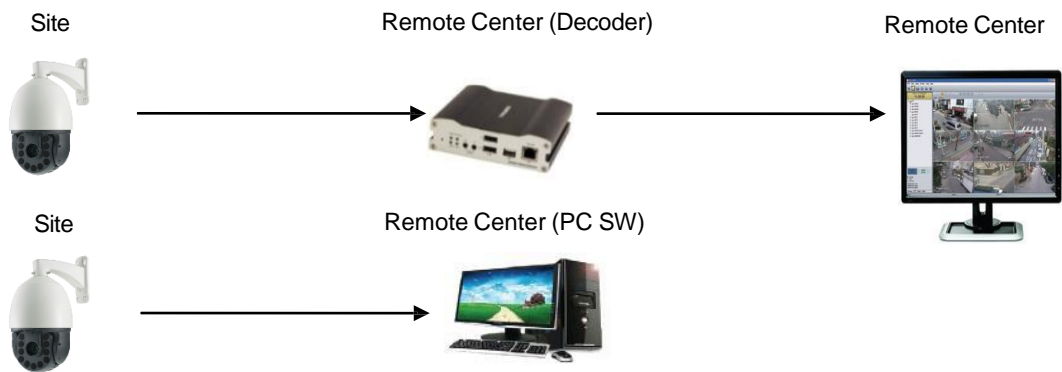 Site
Remote Center (Decoder)
Remote Center
Site
Remote Center (PC SW)